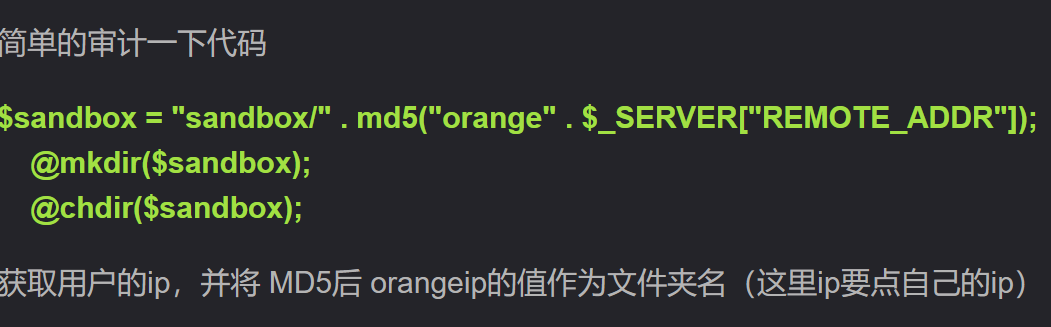 简单的审计一下代码
$sandbox = "sandbox/" . md5("orange" . $_SERVER["REMOTE_ADDR"]);
@mkdir($sandbox);
@chdir($sandbox);
获取用户的ip，并将 MD5后 orangeip的值作为文件夹名（这里ip要点自己的ip）